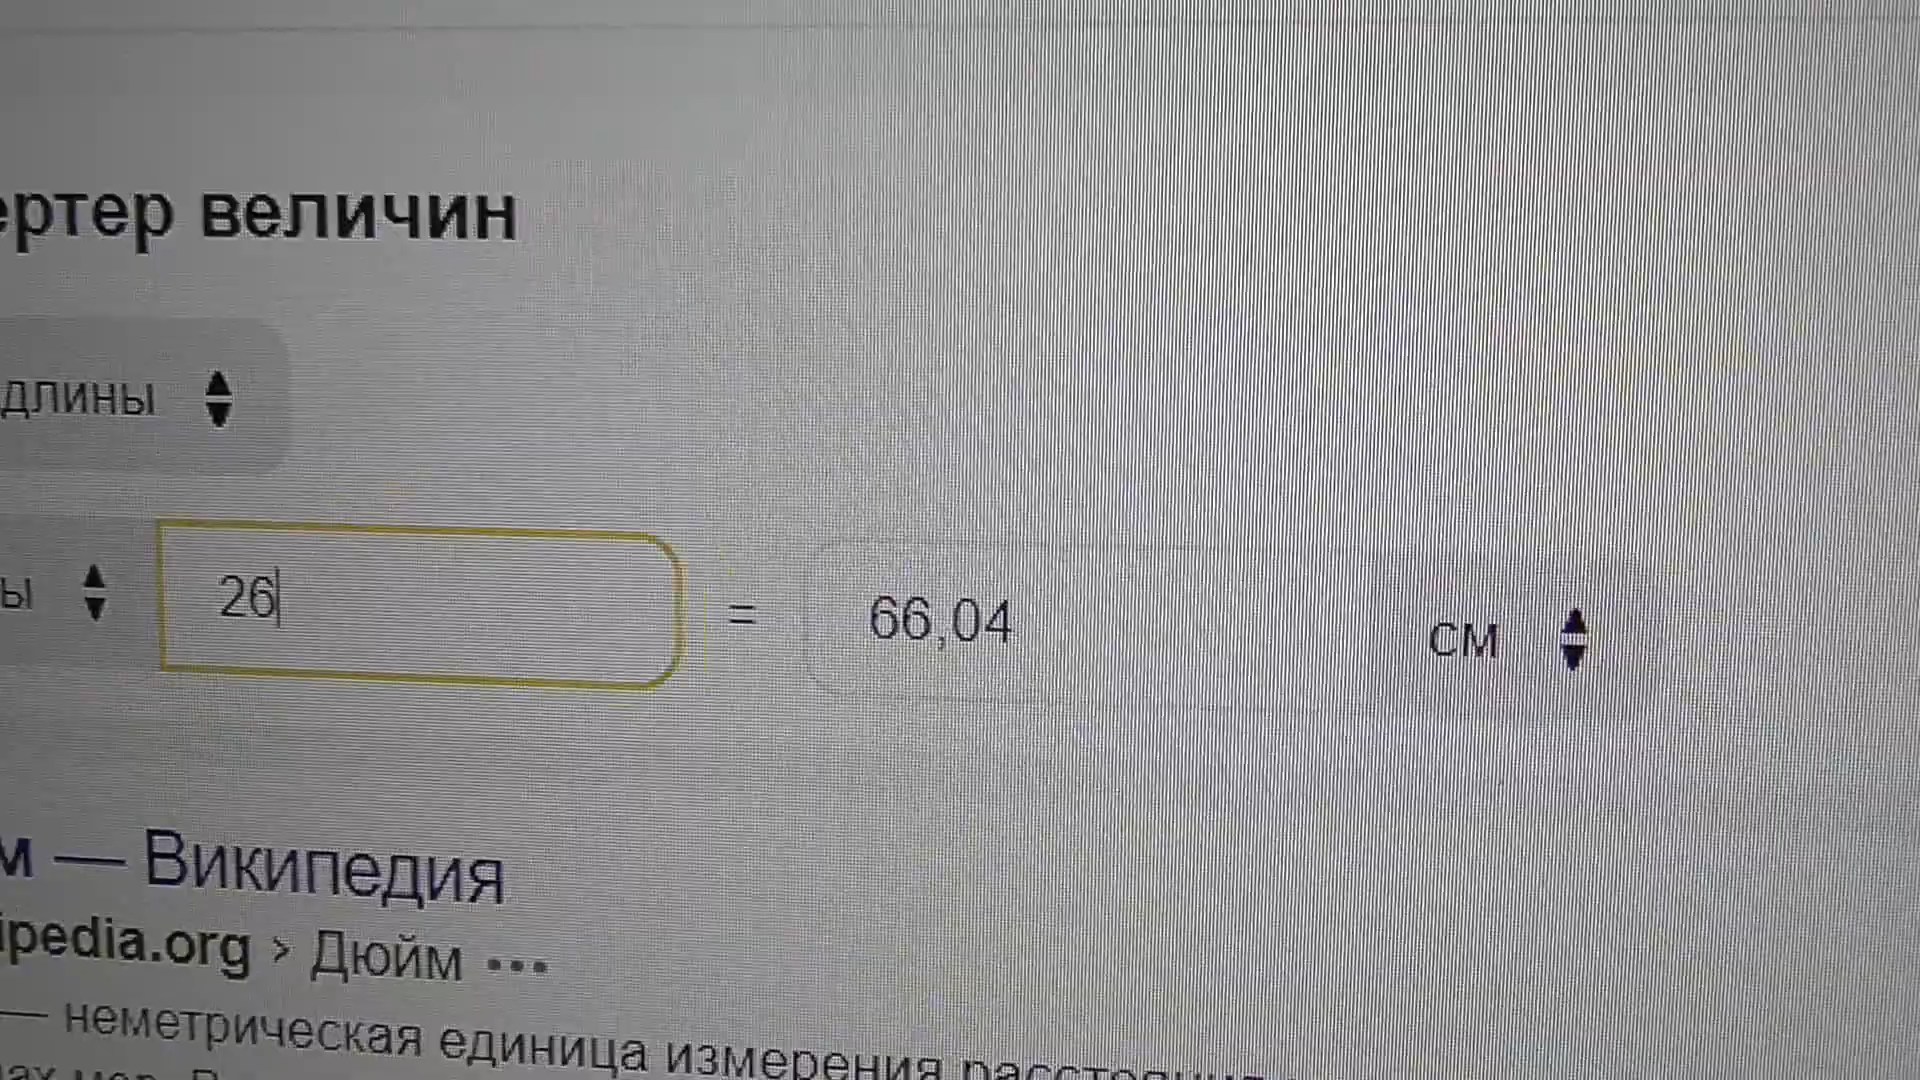 ертер величин
длины
ы 26 = 66,04 см
м — Википедия
ipedia.org › Дюйм •••
— неметрическая единица измерения